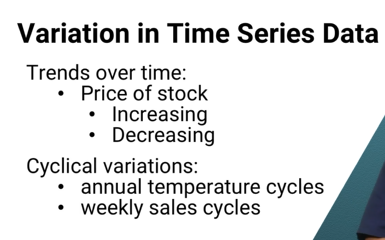 Variation in Time Series Data
Trends over time:
• Price of stock
• Increasing
• Decreasing
Cyclical variations:
• annual temperature cycles
• weekly sales cycles